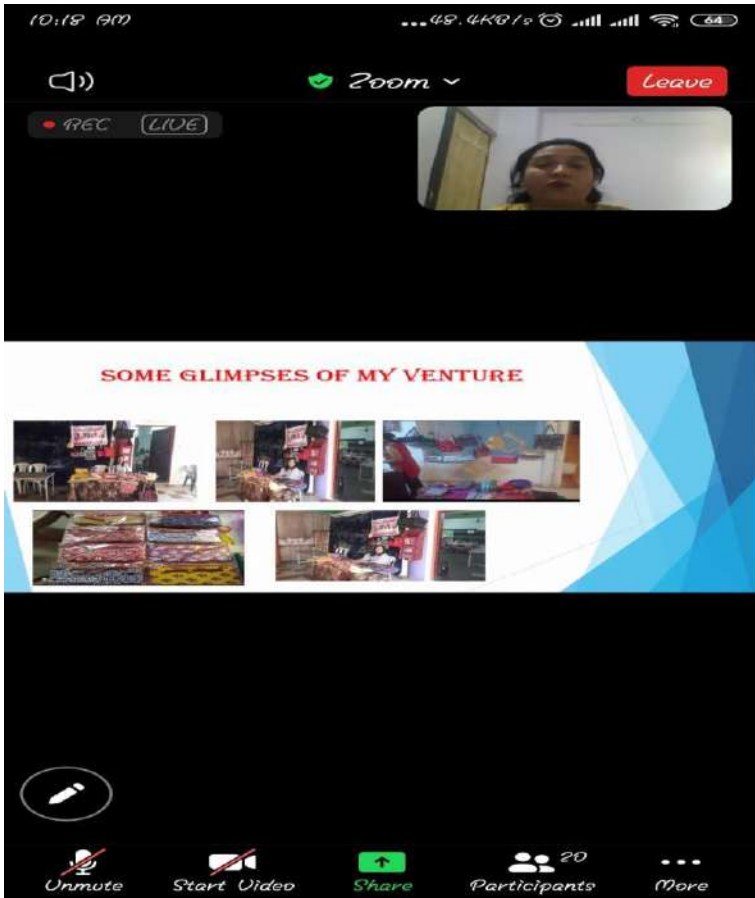 10:18 AM ...48.4KB/s 64
Zoom Leave
REC LIVE
SOME GLIMPSES OF MY VENTURE
20
Unmute Start Video Share Participants More